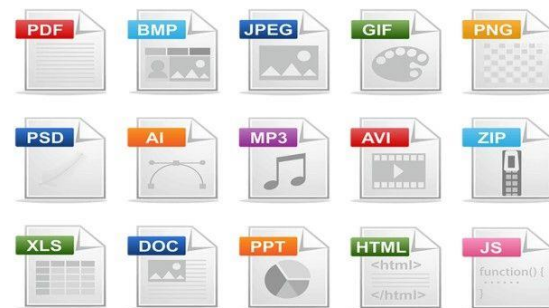 PDF
BMP
JPEG
GIF
PNG
PSD
AI
MP3
AVI
ZIP
XLS
DOC
PPT
HTML
<html>
</html>
JS
function() {
......
}